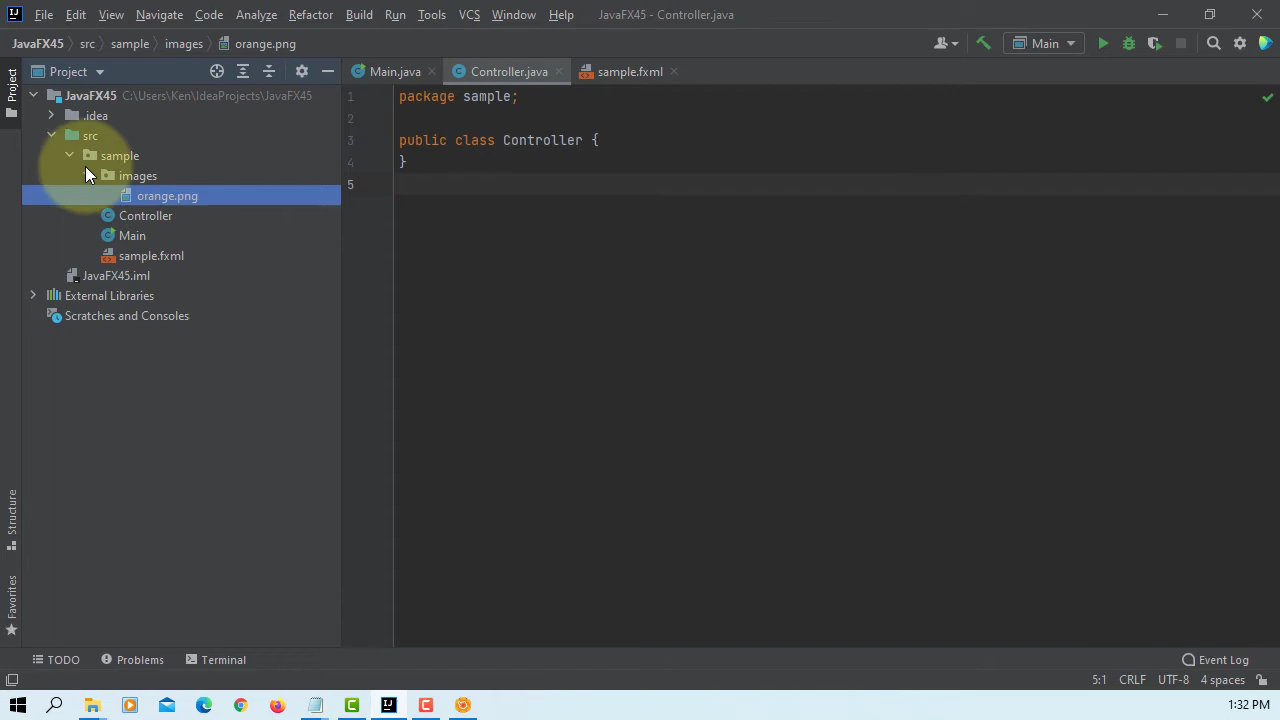 File Edit View Navigate Code Analyze Refactor Build Run Tools VCS Window Help JavaFX45 - Controller.java
JavaFX45 src sample images orange.png Main
Project Main.java Controller.java sample.fxml
Project
JavaFX45 C:\Users\Ken\IdeaProjects\JavaFX45
.idea
src
sample
images
orange.png
Controller
Main
sample.fxml
JavaFX45.iml
External Libraries
Scratches and Consoles
1 package sample;
2
3 public class Controller {
4 }
5
Structure
Favorites
TODO Problems Terminal Event Log
5:1 CRLF UTF-8 4 spaces
1:32 PM